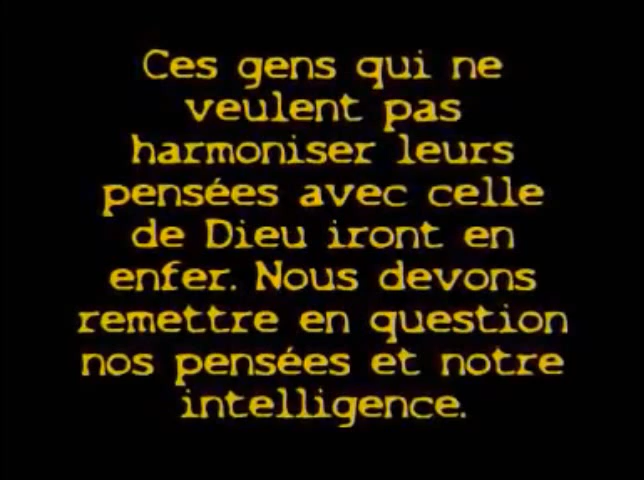 Ces gens qui ne
veulent pas
harmoniser leurs
pensées avec celle
de Dieu iront en
enfer. Nous devons
remettre en question
nos pensées et notre
intelligence.